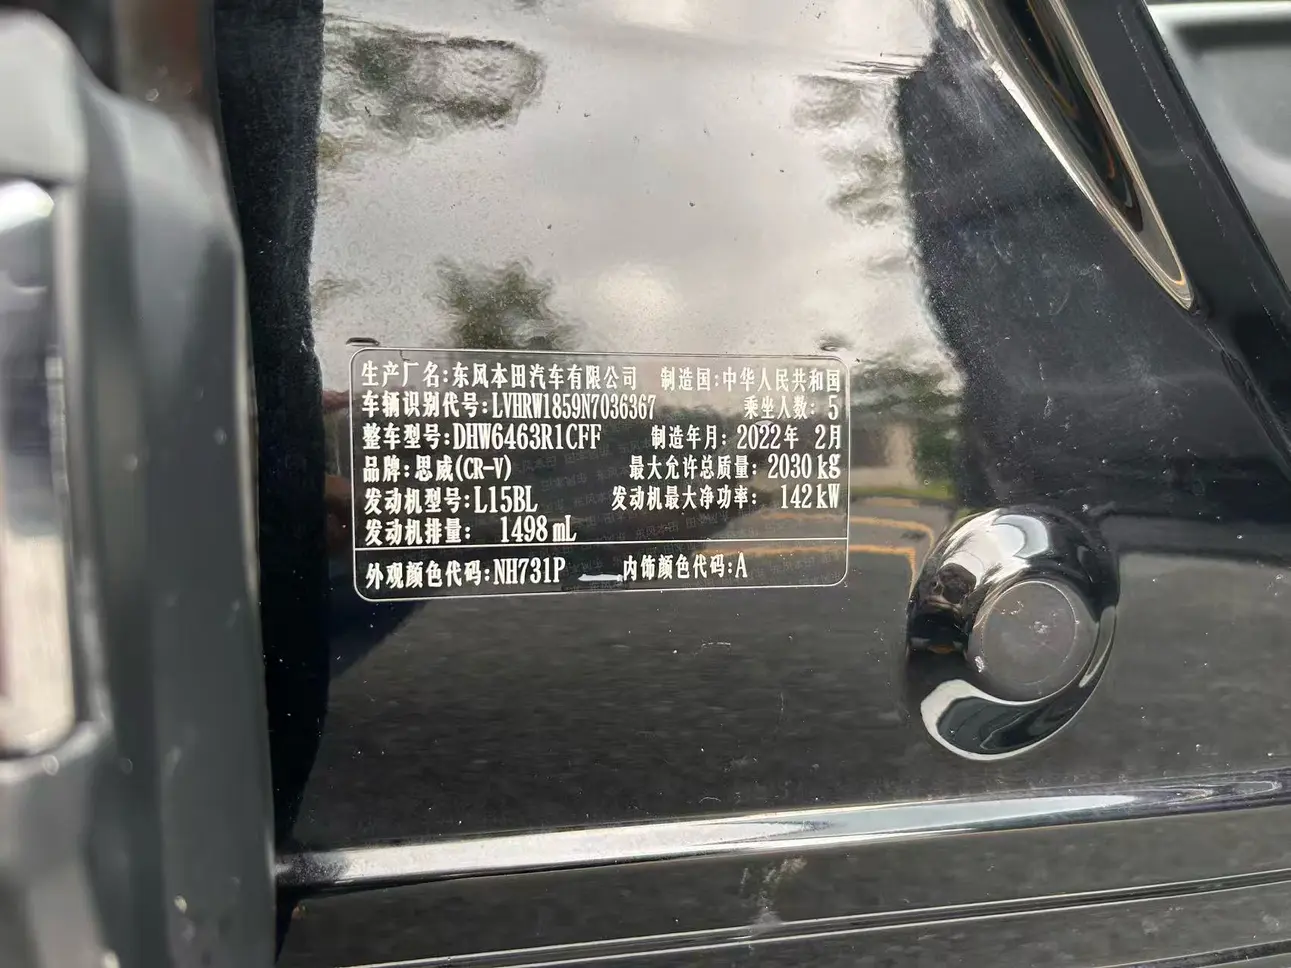 生产厂名:东风本田汽车有限公司 制造国:中华人民共和国
车辆识别代号:LVHRW1859N7036367 乘坐人数: 5
整车型号:DHW6463R1CFF 制造年月: 2022年 2月
品牌:思威(CR-V) 最大允许总质量: 2030kg
发动机型号:L15BL 发动机最大净功率: 142kW
发动机排量: 1498mL
外观颜色代码:NH731P 内饰颜色代码:A